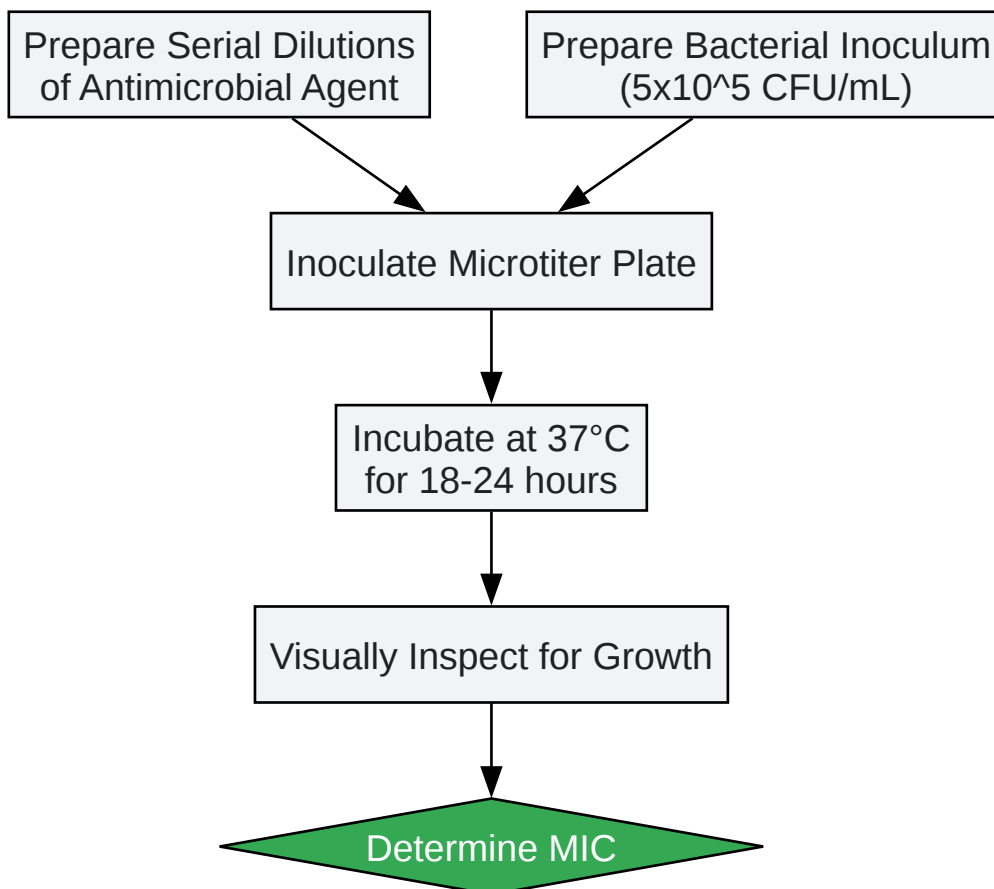 Prepare Serial Dilutions
of Antimicrobial Agent
Prepare Bacterial Inoculum
(5x10^5 CFU/mL)
Inoculate Microtiter Plate
Incubate at 37°C
for 18-24 hours
Visually Inspect for Growth
Determine MIC